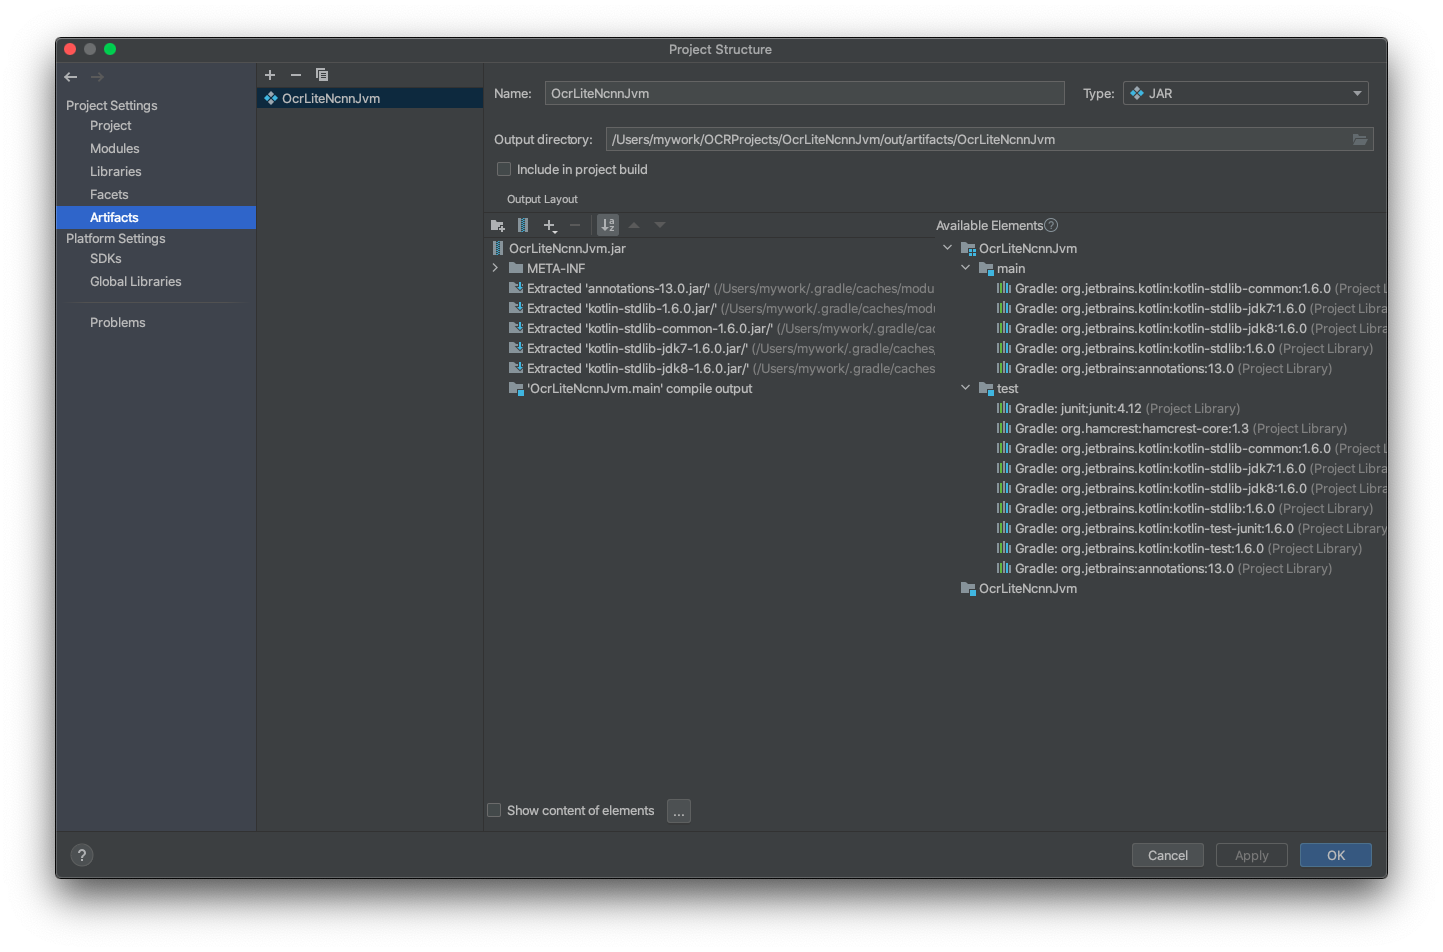 Project Structure
Project Settings
Project
Modules
Libraries
Facets
Artifacts
Platform Settings
SDKs
Global Libraries
Problems
OcrLiteNcnnJvm
Name: OcrLiteNcnnJvm
Type: JAR
Output directory: /Users/mywork/OCRProjects/OcrLiteNcnnJvm/out/artifacts/OcrLiteNcnnJvm
Include in project build
Output Layout
OcrLiteNcnnJvm.jar
META-INF
Extracted 'annotations-13.0.jar/' (/Users/mywork/.gradle/caches/modu
Extracted 'kotlin-stdlib-1.6.0.jar/' (/Users/mywork/.gradle/caches/modu
Extracted 'kotlin-stdlib-common-1.6.0.jar/' (/Users/mywork/.gradle/cac
Extracted 'kotlin-stdlib-jdk7-1.6.0.jar/' (/Users/mywork/.gradle/caches,
Extracted 'kotlin-stdlib-jdk8-1.6.0.jar/' (/Users/mywork/.gradle/caches
'OcrLiteNcnnJvm.main' compile output
Available Elements ?
OcrLiteNcnnJvm
main
Gradle: org.jetbrains.kotlin:kotlin-stdlib-common:1.6.0 (Project L
Gradle: org.jetbrains.kotlin:kotlin-stdlib-jdk7:1.6.0 (Project Libra
Gradle: org.jetbrains.kotlin:kotlin-stdlib-jdk8:1.6.0 (Project Libra
Gradle: org.jetbrains.kotlin:kotlin-stdlib:1.6.0 (Project Library)
Gradle: org.jetbrains:annotations:13.0 (Project Library)
test
Gradle: junit:junit:4.12 (Project Library)
Gradle: org.hamcrest:hamcrest-core:1.3 (Project Library)
Gradle: org.jetbrains.kotlin:kotlin-stdlib-common:1.6.0 (Project L
Gradle: org.jetbrains.kotlin:kotlin-stdlib-jdk7:1.6.0 (Project Libra
Gradle: org.jetbrains.kotlin:kotlin-stdlib-jdk8:1.6.0 (Project Libra
Gradle: org.jetbrains.kotlin:kotlin-stdlib:1.6.0 (Project Library)
Gradle: org.jetbrains.kotlin:kotlin-test-junit:1.6.0 (Project Library
Gradle: org.jetbrains.kotlin:kotlin-test:1.6.0 (Project Library)
Gradle: org.jetbrains:annotations:13.0 (Project Library)
OcrLiteNcnnJvm
Show content of elements ...
? Cancel Apply OK